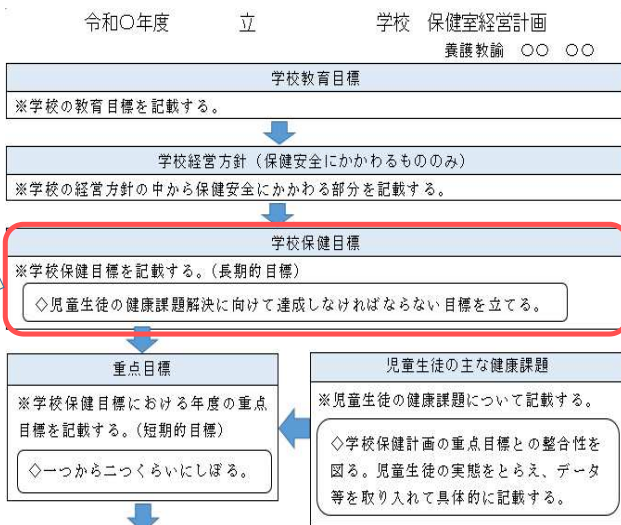 令和○年度　立　学校　保健室経営計画
養護教諭　○○　○○
学校教育目標
※学校の教育目標を記載する。
学校経営方針（保健安全にかかわるもののみ）
※学校の経営方針の中から保健安全にかかわる部分を記載する。
学校保健目標
※学校保健目標を記載する。（長期的目標）
◇児童生徒の健康課題解決に向けて達成しなければならない目標を立てる。
重点目標
※学校保健目標における年度の重点
目標を記載する。（短期的目標）
◇一つから二つくらいにしぼる。
児童生徒の主な健康課題
※児童生徒の健康課題について記載する。
◇学校保健計画の重点目標との整合性を
図る。児童生徒の実態をとらえ、データ
等を取り入れて具体的に記載する。